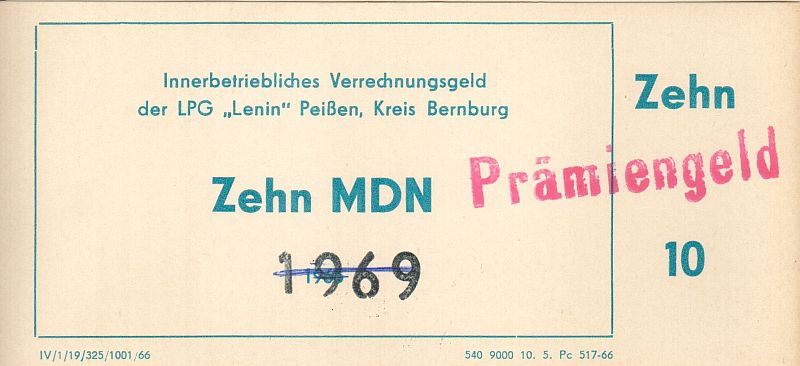 Innerbetriebliches Verrechnungsgeld
der LPG „Lenin" Peißen, Kreis Bernburg
Zehn MDN
1969
Prämiengeld
Zehn
10
IV/1/19/325/1001/66
540 9000 10. 5. Pc 517-66